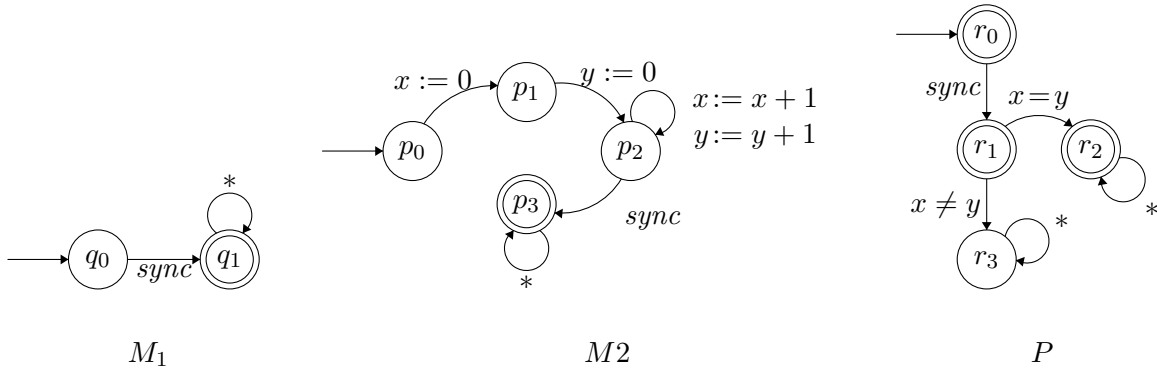 q₀
sync
*
q₁
M₁
p₀
x := 0
p₁
y := 0
p₂
x := x + 1
y := y + 1
sync
p₃
*
M2
r₀
sync
r₁
x = y
r₂
*
x ≠ y
r₃
*
P